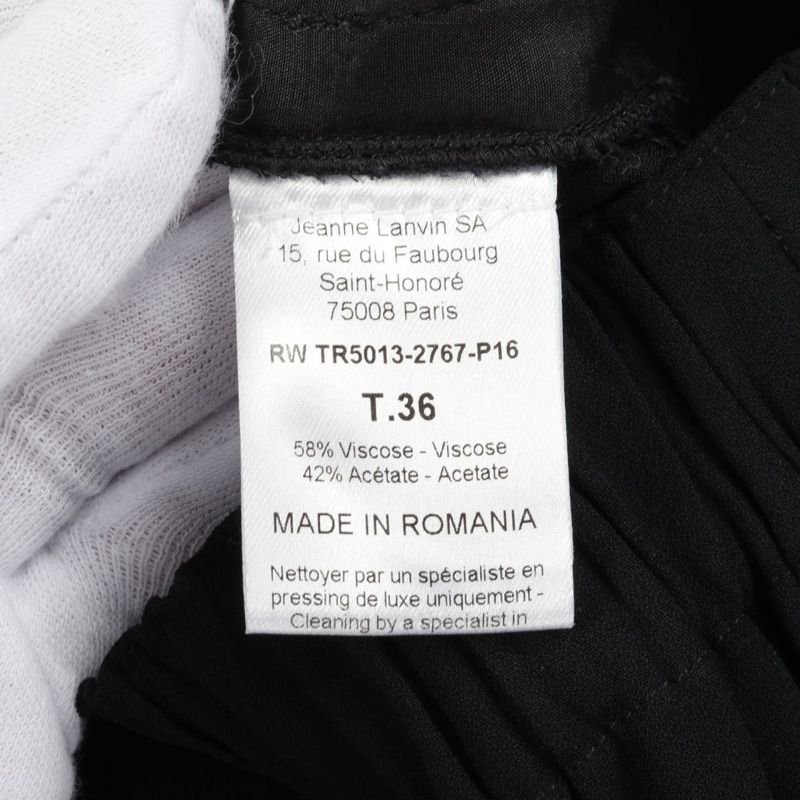 Jeanne Lanvin SA
15, rue du Faubourg
Saint-Honoré
75008 Paris
RW TR5013-2767-P16
T.36
58% Viscose - Viscose
42% Acétate - Acetate
MADE IN ROMANIA
Nettoyer par un spécialiste en
pressing de luxe uniquement -
Cleaning by a specialist in